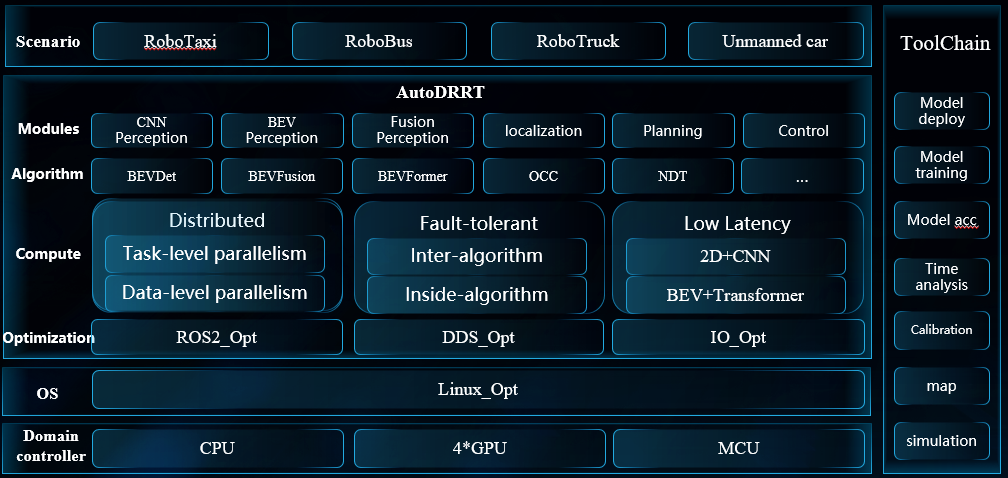 Scenario
RoboTaxi
RoboBus
RoboTruck
Unmanned car
AutoDRRT
Modules
CNN
Perception
BEV
Perception
Fusion
Perception
localization
Planning
Control
Algorithm
BEVDet
BEVFusion
BEVFormer
OCC
NDT
...
Compute
Distributed
Task-level parallelism
Data-level parallelism
Fault-tolerant
Inter-algorithm
Inside-algorithm
Low Latency
2D+CNN
BEV+Transformer
Optimization
ROS2_Opt
DDS_Opt
IO_Opt
OS
Linux_Opt
Domain
controller
CPU
4*GPU
MCU
ToolChain
Model
deploy
Model
training
Model acc
Time
analysis
Calibration
map
simulation